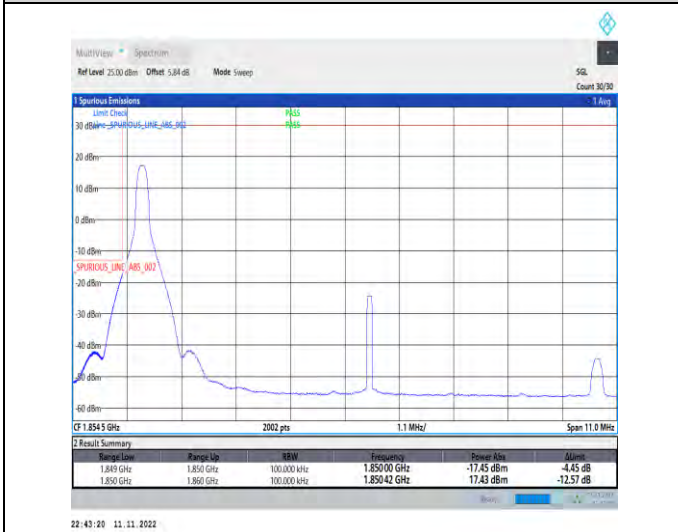 MultiView Spectrum
Ref Level 25.00 dBm Offset 5.84 dB Mode Sweep SGL
Count 30/30
1 Spurious Emissions 1 Avg
Limit Check PASS
30 dBm Line _SPURIOUS_LINE_ABS_002 PASS
20 dBm
10 dBm
0 dBm
-10 dBm
_SPURIOUS_LINE_ABS_002
-20 dBm
-30 dBm
-40 dBm
-50 dBm
-60 dBm
CF 1.8545 GHz 2002 pts 1.1 MHz/ Span 11.0 MHz
2 Result Summary
Range Low Range Up RBW Frequency Power Abs ΔLimit
1.849 GHz 1.850 GHz 100.000 kHz 1.85000 GHz -17.45 dBm -4.45 dB
1.850 GHz 1.860 GHz 100.000 kHz 1.85042 GHz 17.43 dBm -12.57 dB
22:43:20 11.11.2022